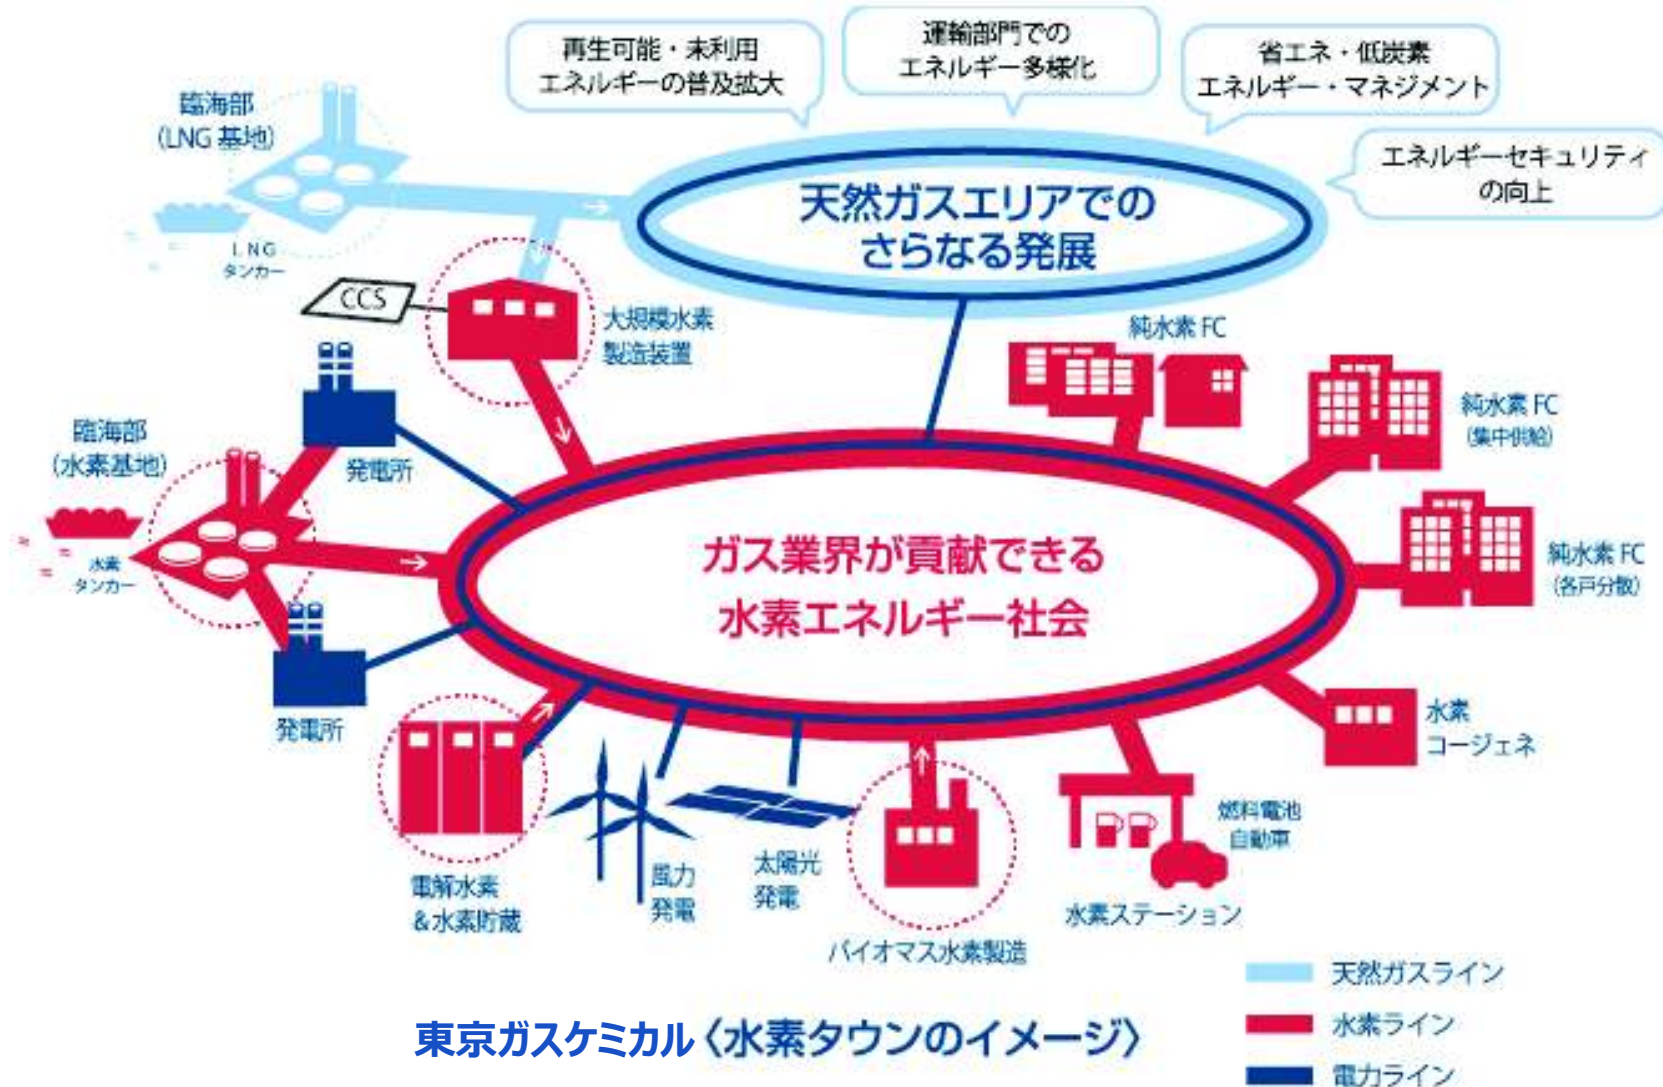 再生可能・未利用
エネルギーの普及拡大
運輸部門での
エネルギー多様化
省エネ・低炭素
エネルギー・マネジメント
エネルギーセキュリティ
の向上
臨海部
(LNG 基地)
LNG
タンカー
天然ガスエリアでの
さらなる発展
CCS
大規模水素
製造装置
純水素 FC
純水素 FC
(集中供給)
純水素 FC
(各戸分散)
臨海部
(水素基地)
水素
タンカー
発電所
発電所
ガス業界が貢献できる
水素エネルギー社会
水素
コージェネ
電解水素
&水素貯蔵
風力
発電
太陽光
発電
バイオマス水素製造
燃料電池
自動車
水素ステーション
天然ガスライン
水素ライン
電力ライン
東京ガスケミカル〈水素タウンのイメージ〉